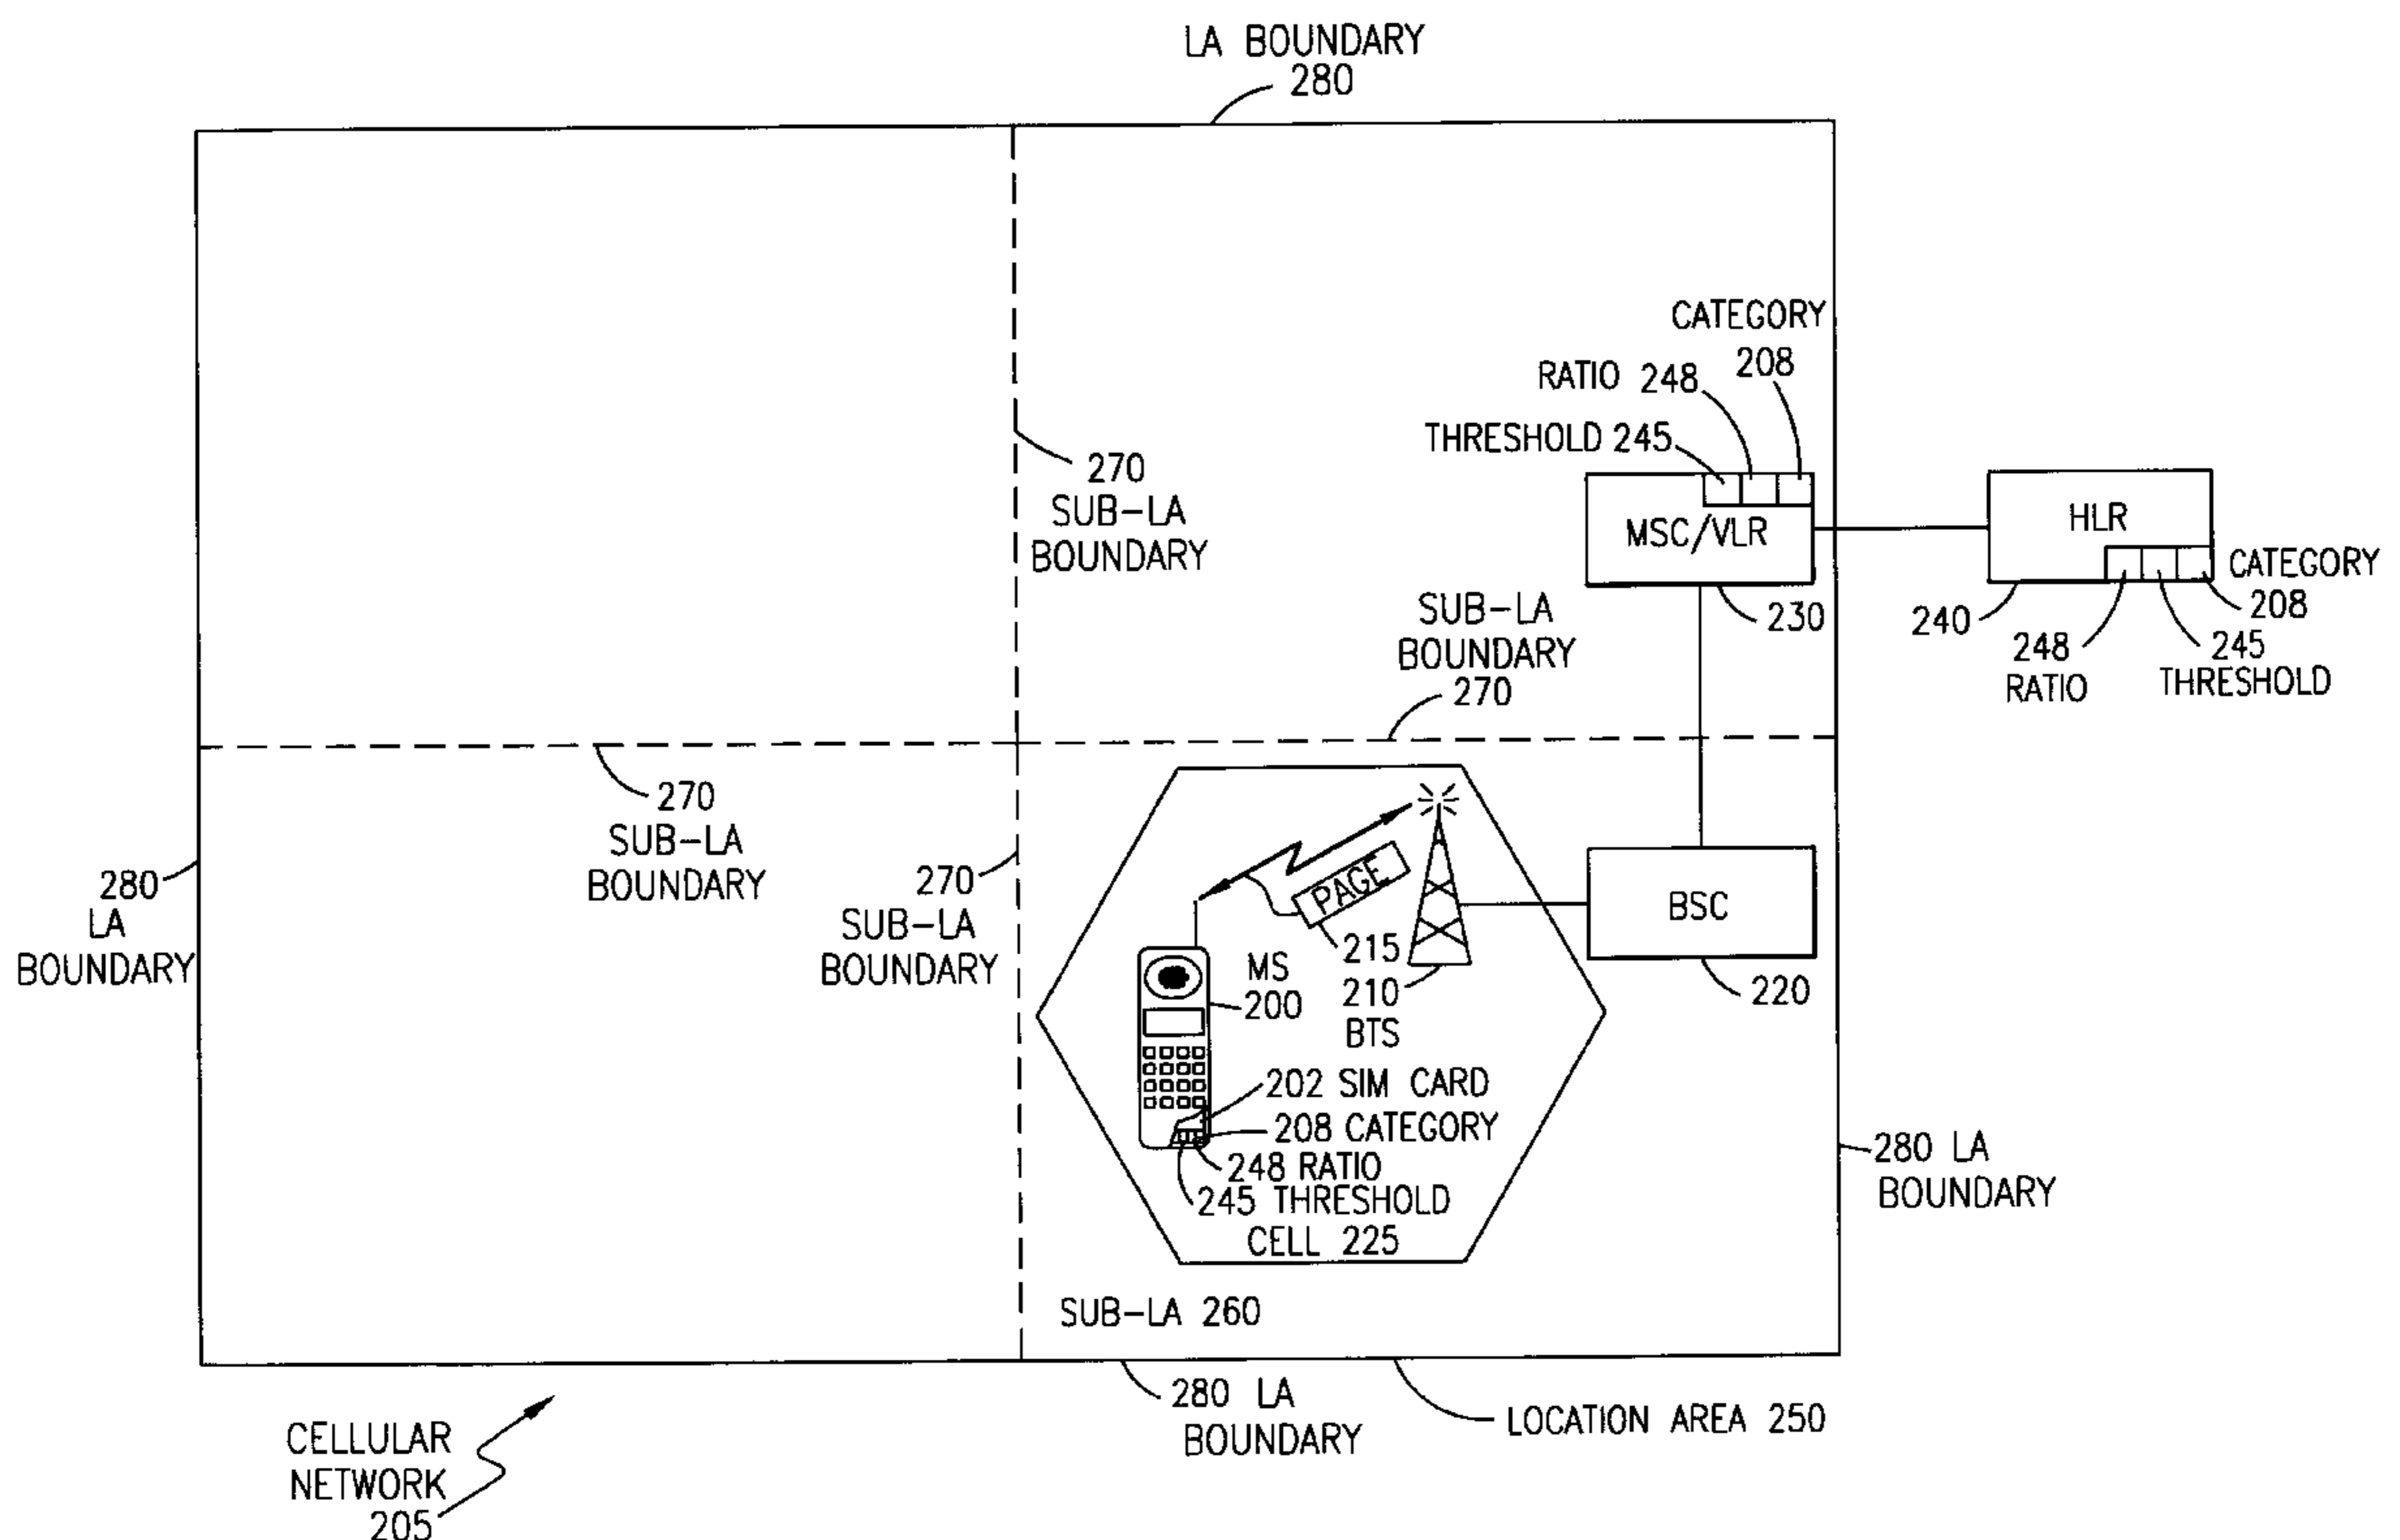 LA BOUNDARY
280
CATEGORY
208
RATIO 248
THRESHOLD 245
270
SUB-LA
BOUNDARY
MSC/VLR
230
HLR
CATEGORY
208
240
248
RATIO
245
THRESHOLD
SUB-LA
BOUNDARY
270
270
SUB-LA
BOUNDARY
280
LA
BOUNDARY
270
SUB-LA
BOUNDARY
PAGE
215
BSC
220
MS
200
210
BTS
202 SIM CARD
208 CATEGORY
248 RATIO
245 THRESHOLD
CELL 225
280 LA
BOUNDARY
SUB-LA 260
280 LA
BOUNDARY
LOCATION AREA 250
CELLULAR
NETWORK
205